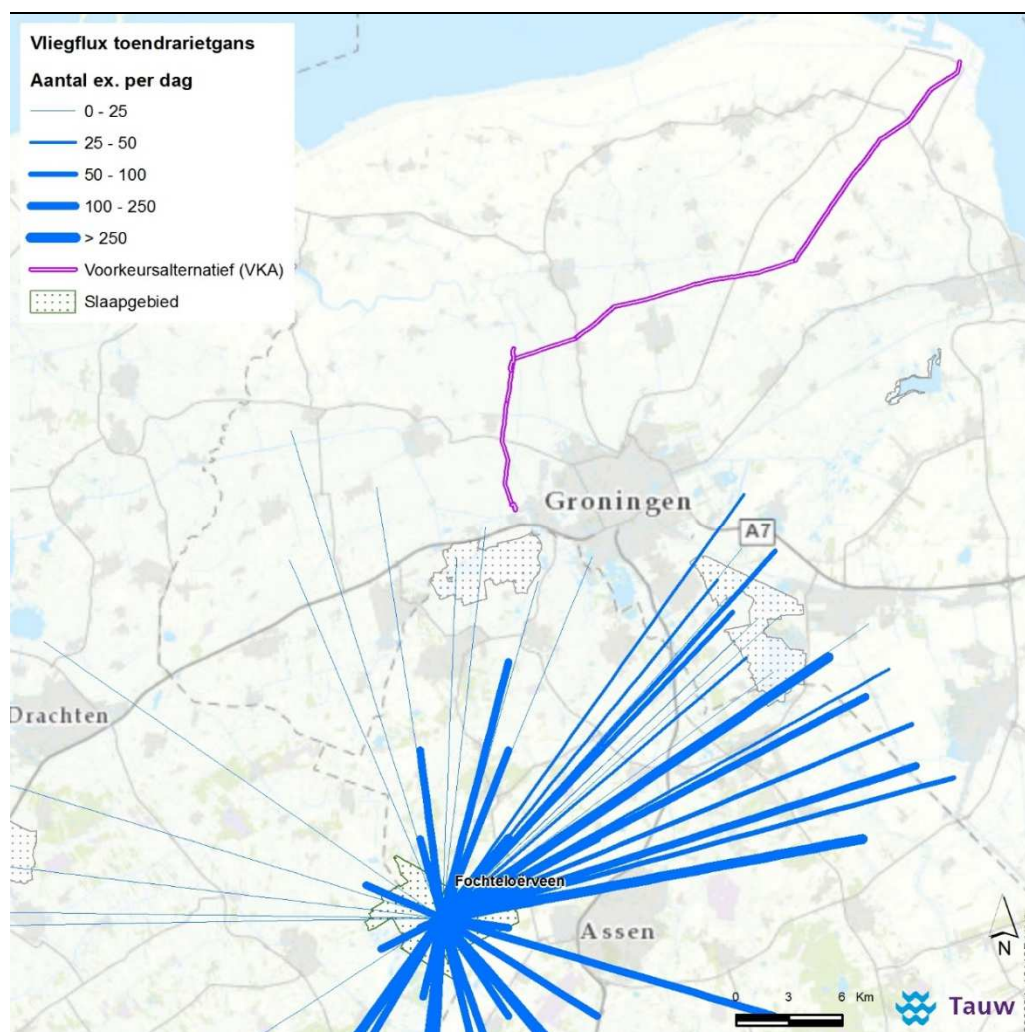 Vliegflux toendrarietgans
Aantal ex. per dag
0 - 25
25 - 50
50 - 100
100 - 250
> 250
Voorkeursalternatief (VKA)
Slaapgebied
Groningen
A7
Drachten
Fochteloërveen
Assen
N
0 3 6 Km
Tauw